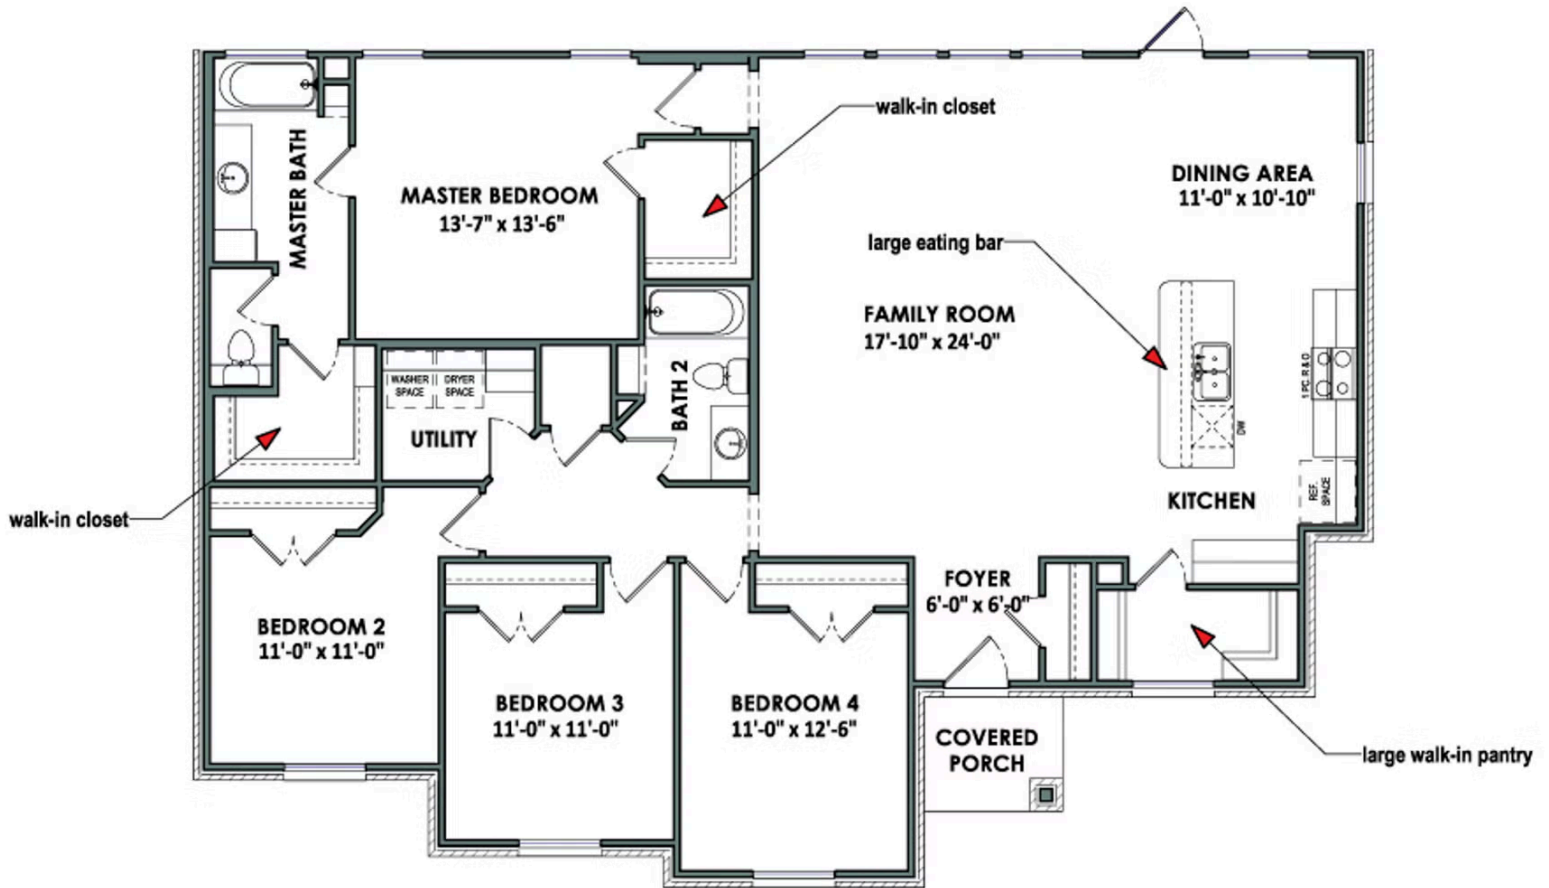 walk-in closet
MASTER BATH
MASTER BEDROOM
13'-7" x 13'-6"
DINING AREA
11'-0" x 10'-10"
large eating bar
FAMILY ROOM
17'-10" x 24'-0"
WASHER
SPACE
DRYER
SPACE
BATH 2
1 PC. R & O
UTILITY
DW
REF.
SPACE
KITCHEN
walk-in closet
FOYER
6'-0" x 6'-0"
BEDROOM 2
11'-0" x 11'-0"
BEDROOM 3
11'-0" x 11'-0"
BEDROOM 4
11'-0" x 12'-6"
COVERED
PORCH
large walk-in pantry